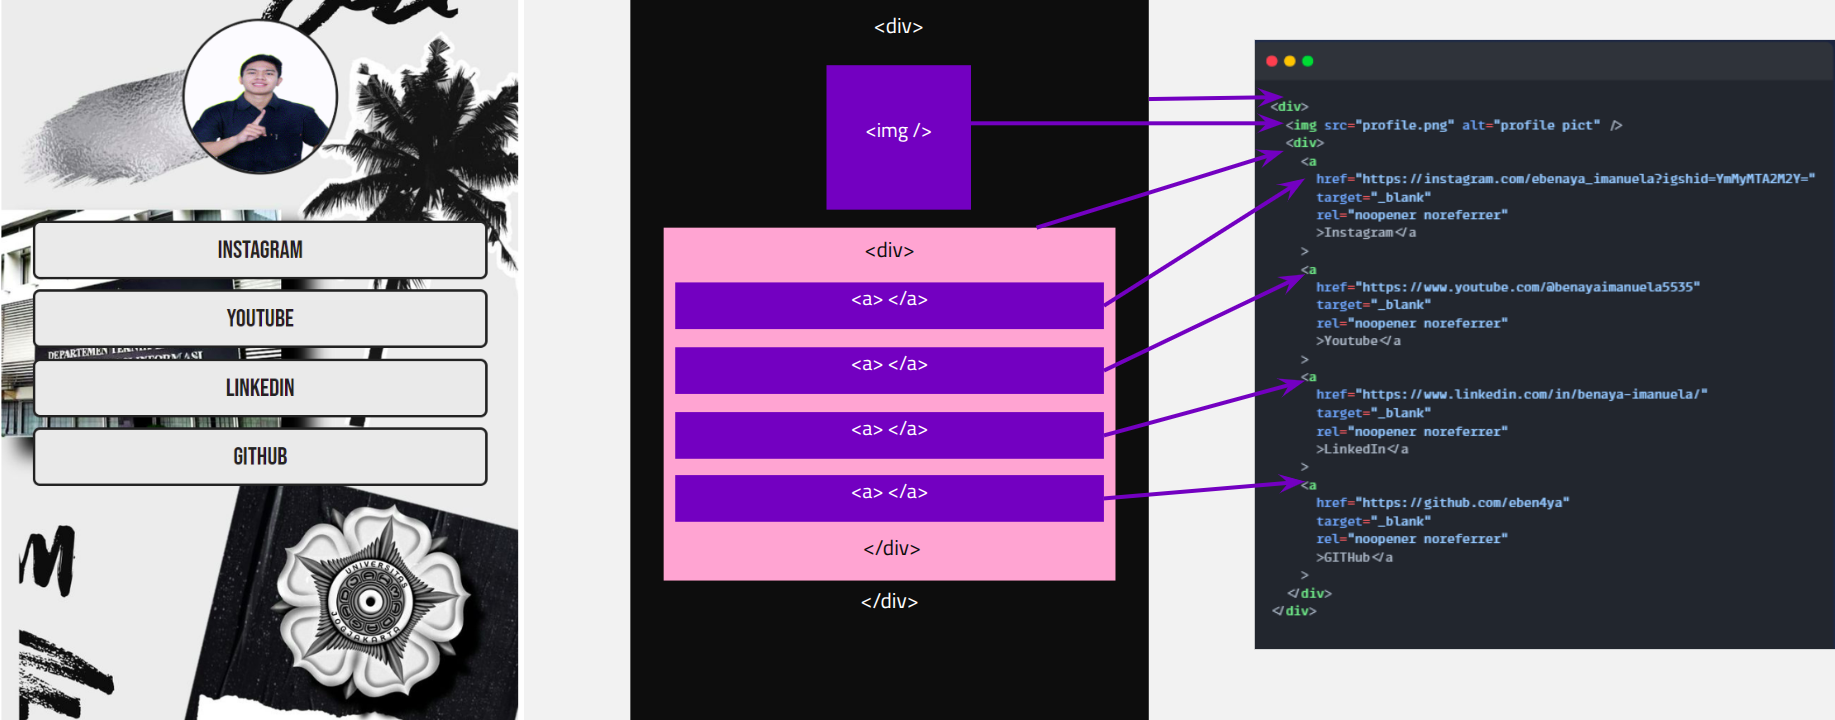 INSTAGRAM
YOUTUBE
DEPARTEMEN
INFORMASI
LINKEDIN
GITHUB
UNIVERSITAS
JOGJAKARTA
<div>
<img />
<div>
<a> </a>
<a> </a>
<a> </a>
<a> </a>
</div>
</div>
<div>
<img src="profile.png" alt="profile pict" />
<div>
<a
href="https://instagram.com/ebenaya_imanuela?igshid=YmMyMTA2M2Y="
target="_blank"
rel="noopener noreferrer"
>Instagram</a
>
<a
href="https://www.youtube.com/@benayaimanuela5535"
target="_blank"
rel="noopener noreferrer"
>Youtube</a
>
<a
href="https://www.linkedin.com/in/benaya-imanuela/"
target="_blank"
rel="noopener noreferrer"
>LinkedIn</a
>
<a
href="https://github.com/eben4ya"
target="_blank"
rel="noopener noreferrer"
>GITHub</a
>
</div>
</div>